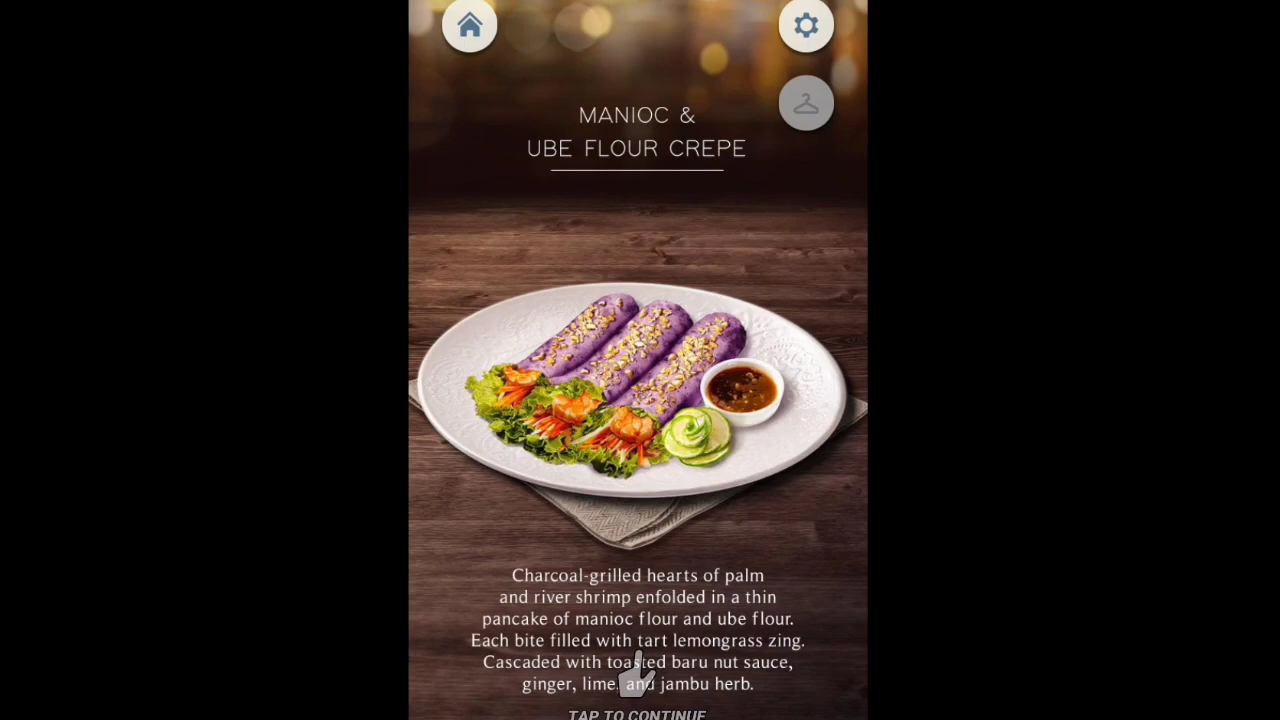 MANIOC &
UBE FLOUR CREPE
Charcoal-grilled hearts of palm
and river shrimp enfolded in a thin
pancake of manioc flour and ube flour.
Each bite filled with tart lemongrass zing.
Cascaded with toasted baru nut sauce,
ginger, lime, and jambu herb.
TAP TO CONTINUE